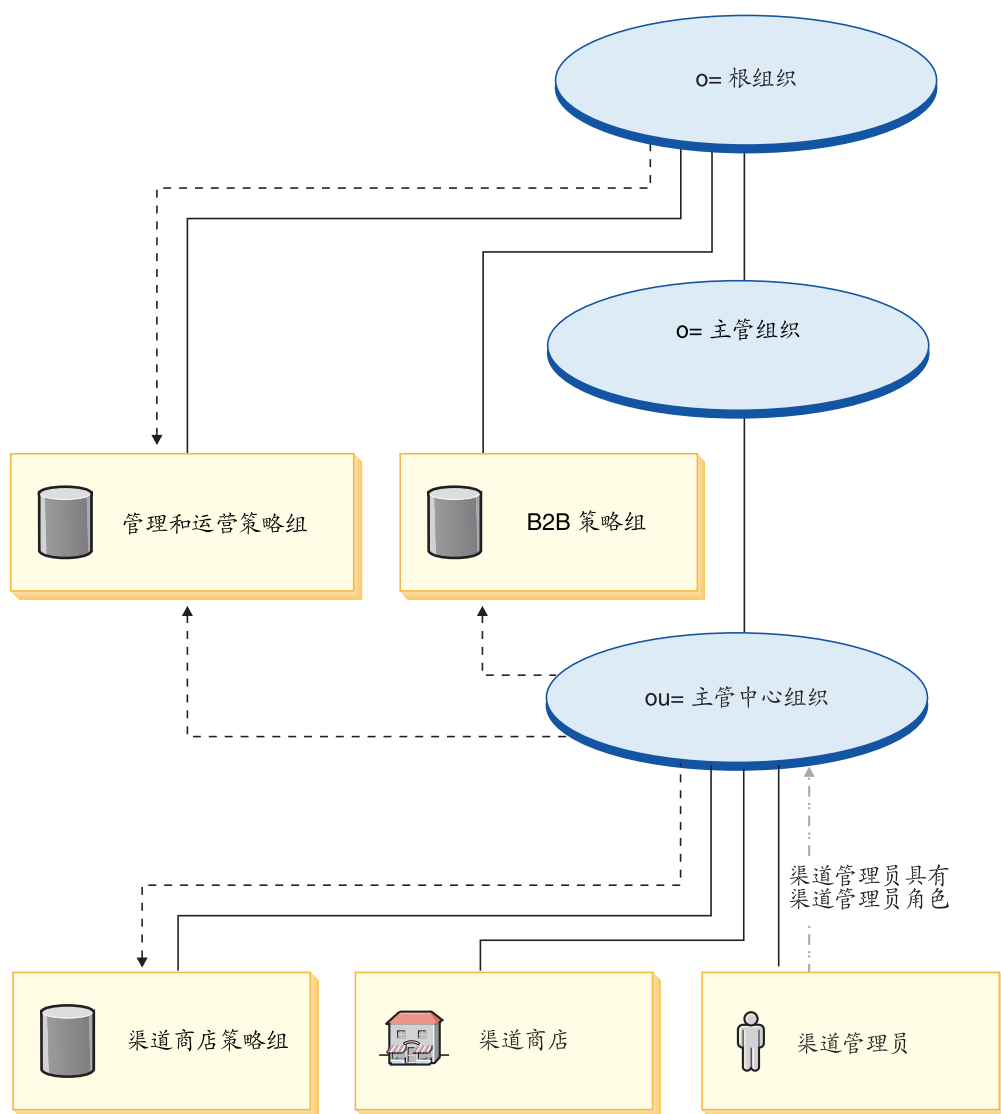 o= 根组织
o= 主管组织
管理和运营策略组
B2B 策略组
ou= 主管中心组织
渠道管理员具有
渠道管理员角色
渠道商店策略组
渠道商店
渠道管理员